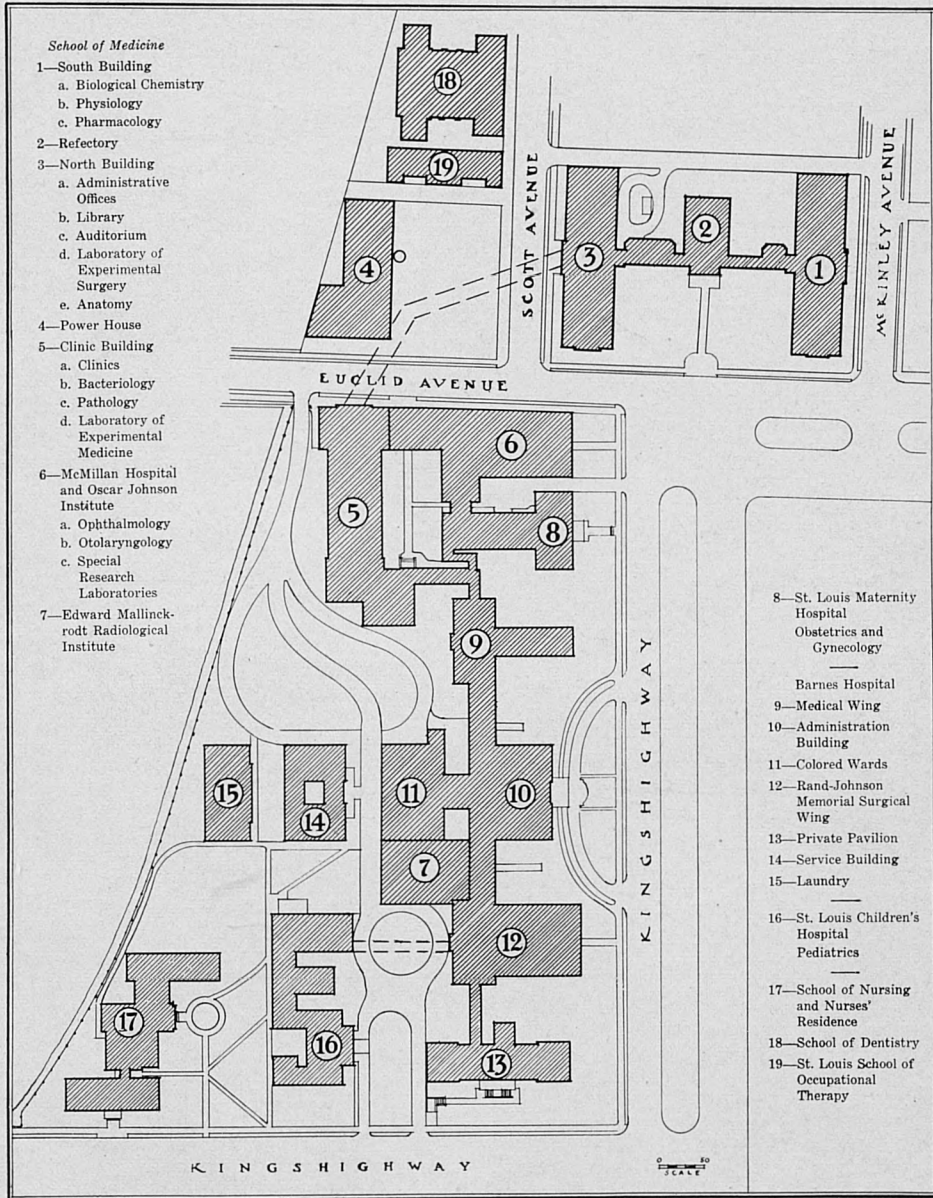 School of Medicine
1—South Building
a. Biological Chemistry
b. Physiology
c. Pharmacology
2—Refectory
3—North Building
a. Administrative
Offices
b. Library
c. Auditorium
d. Laboratory of
Experimental
Surgery
e. Anatomy
4—Power House
5—Clinic Building
a. Clinics
b. Bacteriology
c. Pathology
d. Laboratory of
Experimental
Medicine
6—McMillan Hospital
and Oscar Johnson
Institute
a. Ophthalmology
b. Otolaryngology
c. Special
Research
Laboratories
7—Edward Mallinck-
rodt Radiological
Institute
18
19
4
SCOTT AVENUE
3
2
1
McKINLEY AVENUE
EUCLID AVENUE
6
5
8
9
KINGSHIGHWAY
15
14
11
10
7
12
17
16
13
KINGSHIGHWAY
0 80
SCALE
8—St. Louis Maternity
Hospital
Obstetrics and
Gynecology
Barnes Hospital
9—Medical Wing
10—Administration
Building
11—Colored Wards
12—Rand-Johnson
Memorial Surgical
Wing
13—Private Pavilion
14—Service Building
15—Laundry
16—St. Louis Children's
Hospital
Pediatrics
17—School of Nursing
and Nurses'
Residence
18—School of Dentistry
19—St. Louis School of
Occupational
Therapy